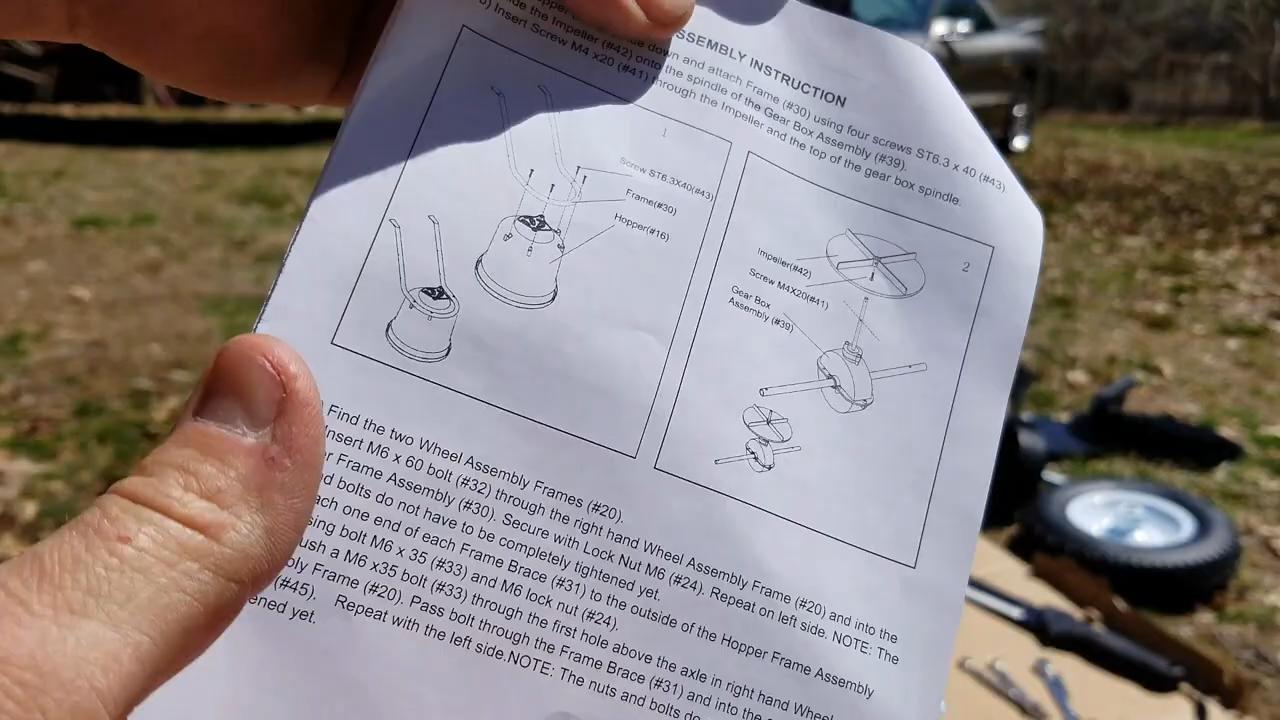 ASSEMBLY INSTRUCTION
down and attach Frame (#30) using four screws ST6.3 x 40 (#43)
the Impeller (#42) onto the spindle of the Gear Box Assembly (#39).
b) Insert Screw M4 x20 (#41) through the Impeller and the top of the gear box spindle.
1
Screw ST6.3X40(#43)
Frame(#30)
Hopper(#16)
2
Impeller(#42)
Screw M4X20(#41)
Gear Box
Assembly (#39)
Find the two Wheel Assembly Frames (#20).
Insert M6 x 60 bolt (#32) through the right hand Wheel Assembly Frame (#20) and into the
Frame Assembly (#30). Secure with Lock Nut M6 (#24). Repeat on left side. NOTE: The
bolts do not have to be completely tightened yet.
one end of each Frame Brace (#31) to the outside of the Hopper Frame Assembly
bolt M6 x 35 (#33) and M6 lock nut (#24).
a M6 x35 bolt (#33) through the first hole above the axle in right hand Wheel
Frame (#20). Pass bolt through the Frame Brace (#31) and into the
(#45). Repeat with the left side.NOTE: The nuts and bolts do
yet.